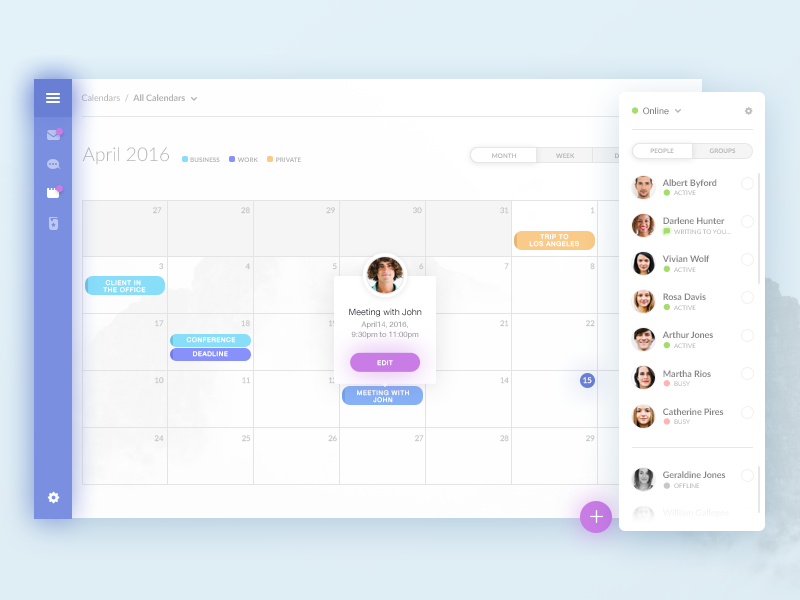 Calendars / All Calendars
April 2016
BUSINESS WORK PRIVATE
MONTH WEEK
27 28 29 30 31 1
TRIP TO
LOS ANGELES
3 4 5 6 7 8
CLIENT IN
THE OFFICE
17 18 21 22
CONFERENCE
DEADLINE
Meeting with John
April14, 2016,
9:30pm to 11:00pm
EDIT
10 11 14 15
MEETING WITH
JOHN
24 25 26 27 28 29
Online
PEOPLE GROUPS
Albert Byford
ACTIVE
Darlene Hunter
WRITING TO YOU...
Vivian Wolf
ACTIVE
Rosa Davis
ACTIVE
Arthur Jones
ACTIVE
Martha Rios
BUSY
Catherine Pires
BUSY
Geraldine Jones
OFFLINE